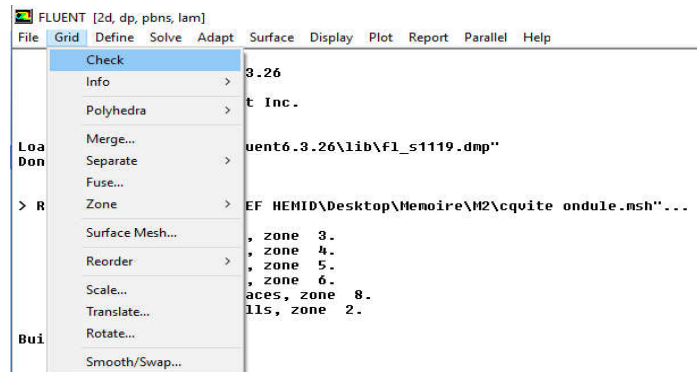 FLUENT [2d, dp, pbns, lam]
File Grid Define Solve Adapt Surface Display Plot Report Parallel Help
Check
3.26
Info >
t Inc.
Polyhedra >
Merge...
Loa uent6.3.26\lib\fl_s1119.dmp"
Separate >
Don
Fuse...
Zone >
> R EF HEMID\Desktop\Memoire\M2\cqvite ondule.msh"...
Surface Mesh...
, zone 3.
, zone 4.
Reorder >
, zone 5.
, zone 6.
Scale...
aces, zone 8.
Translate...
lls, zone 2.
Rotate...
Bui
Smooth/Swap...